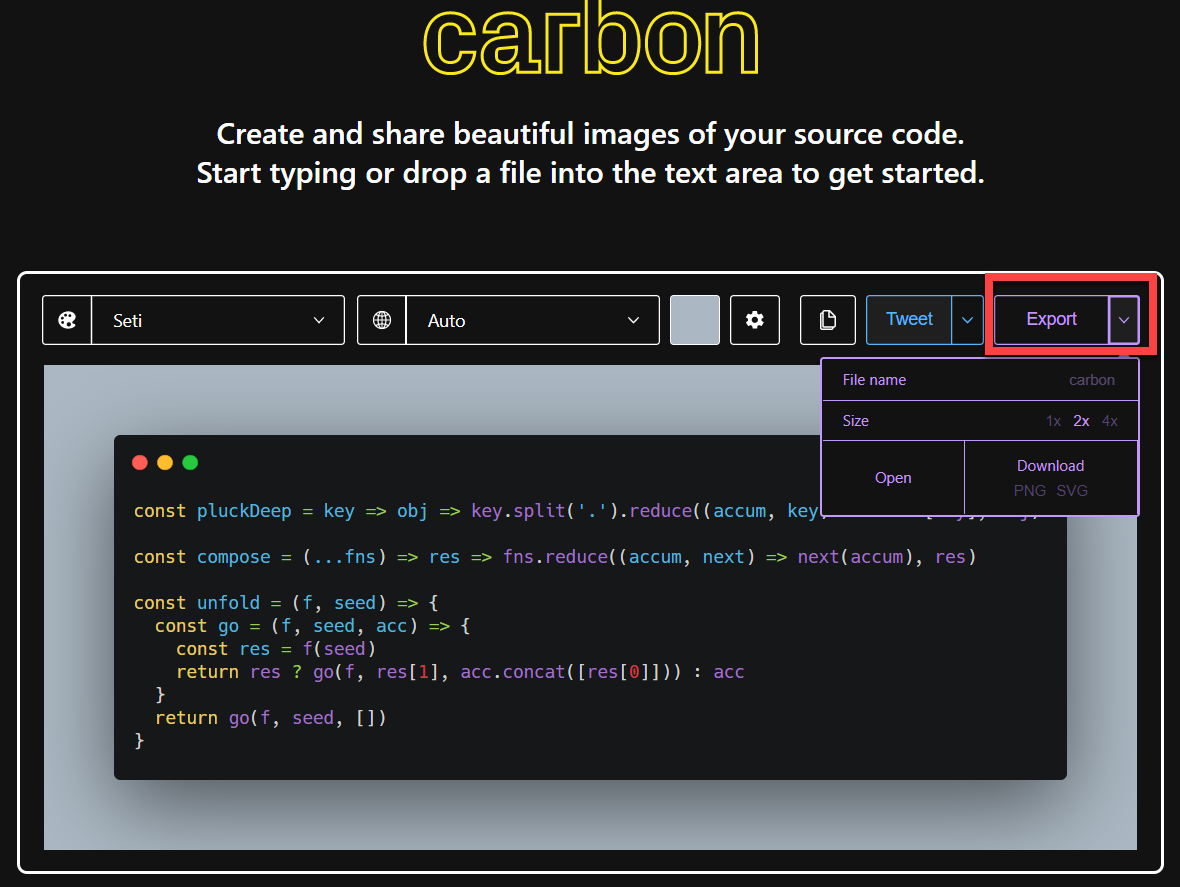 carbon
Create and share beautiful images of your source code.
Start typing or drop a file into the text area to get started.
Seti
Auto
Tweet
Export
File name carbon
Size 1x 2x 4x
Open
Download
PNG SVG
const pluckDeep = key => obj => key.split('.').reduce((accum, key
const compose = (...fns) => res => fns.reduce((accum, next) => next(accum), res)
const unfold = (f, seed) => {
  const go = (f, seed, acc) => {
    const res = f(seed)
    return res ? go(f, res[1], acc.concat([res[0]])) : acc
  }
  return go(f, seed, [])
}